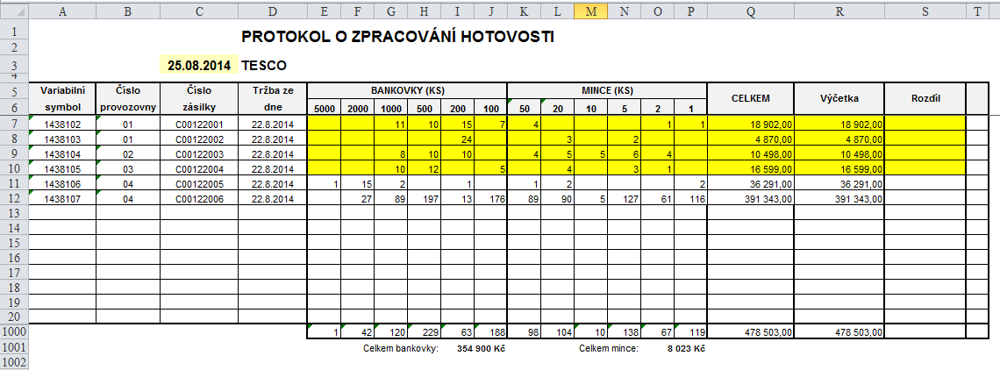 A B C D E F G H I J K L M N O P Q R S T
1 PROTOKOL O ZPRACOVÁNÍ HOTOVOSTI
2
3 25.08.2014 TESCO
4
5 Variabilní Číslo Číslo Tržba ze BANKOVKY (KS) MINCE (KS) CELKEM Výčetka Rozdíl
6 symbol provozovny zásilky dne 5000 2000 1000 500 200 100 50 20 10 5 2 1
7 1438102 01 C00122001 22.8.2014 11 10 15 7 4 1 1 18 902,00 18 902,00
8 1438103 01 C00122002 22.8.2014 24 3 2 4 870,00 4 870,00
9 1438104 02 C00122003 22.8.2014 8 10 10 4 5 5 6 4 10 498,00 10 498,00
10 1438105 03 C00122004 22.8.2014 10 12 5 4 3 1 16 599,00 16 599,00
11 1438106 04 C00122005 22.8.2014 1 15 2 1 1 2 2 36 291,00 36 291,00
12 1438107 04 C00122006 22.8.2014 27 89 197 13 176 89 90 5 127 61 116 391 343,00 391 343,00
13
14
15
16
17
18
19
20
1000 1 42 120 229 63 188 98 104 10 138 67 119 478 503,00 478 503,00
1001 Celkem bankovky: 354 900 Kč Celkem mince: 8 023 Kč
1002